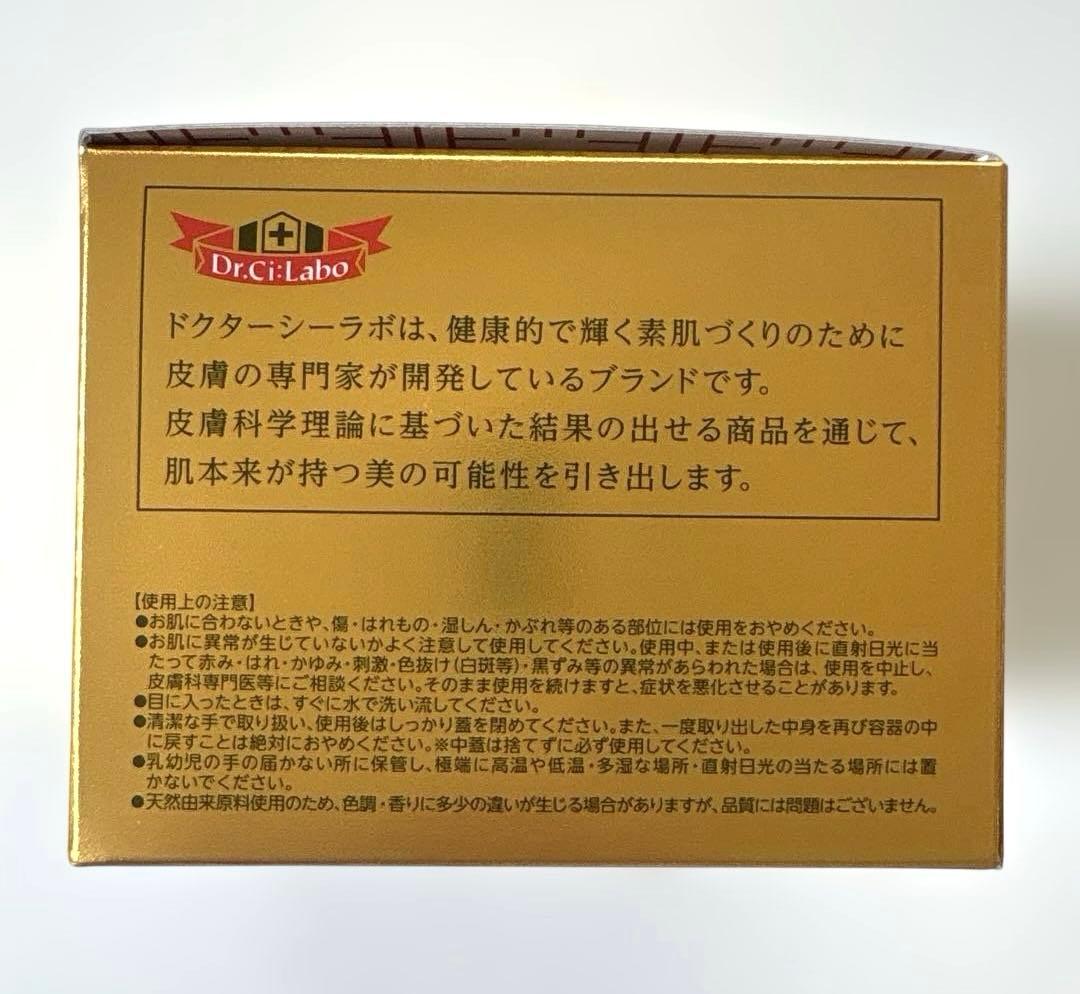 Dr.Ci:Labo
ドクターシーラボは、健康的で輝く素肌づくりのために
皮膚の専門家が開発しているブランドです。
皮膚科学理論に基づいた結果の出せる商品を通じて、
肌本来が持つ美の可能性を引き出します。
【使用上の注意】
●お肌に合わないときや、傷・はれもの・湿しん・かぶれ等のある部位には使用をおやめください。
●お肌に異常が生じていないかよく注意して使用してください。使用中、または使用後に直射日光に当
たって赤み・はれ・かゆみ・刺激・色抜け(白斑等)・黒ずみ等の異常があらわれた場合は、使用を中止し、
皮膚科専門医等にご相談ください。そのまま使用を続けますと、症状を悪化させることがあります。
●目に入ったときは、すぐに水で洗い流してください。
●清潔な手で取り扱い、使用後はしっかり蓋を閉めてください。また、一度取り出した中身を再び容器の中
に戻すことは絶対におやめください。※中蓋は捨てずに必ず使用してください。
●乳幼児の手の届かない所に保管し、極端に高温や低温・多湿な場所・直射日光の当たる場所には置
かないでください。
●天然由来原料使用のため、色調・香りに多少の違いが生じる場合がありますが、品質には問題はございません。